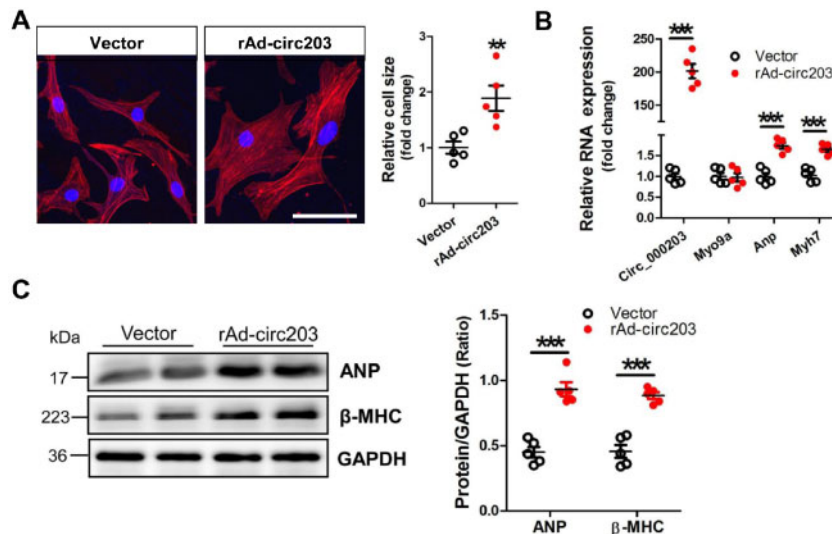 A
Vector
rAd-circ203
Relative cell size
(fold change)
3
2
1
0
**
Vector
rAd-circ203
B
Relative RNA expression
(fold change)
250
200
150
100
2.0
1.5
1.0
0.5
0.0
***
***
***
Vector
rAd-circ203
Circ_000203
Myo9a
Anp
Myh7
C
kDa
Vector
rAd-circ203
17
ANP
223
β-MHC
36
GAPDH
Protein/GAPDH (Ratio)
1.5
1.0
0.5
0.0
***
***
Vector
rAd-circ203
ANP
β-MHC